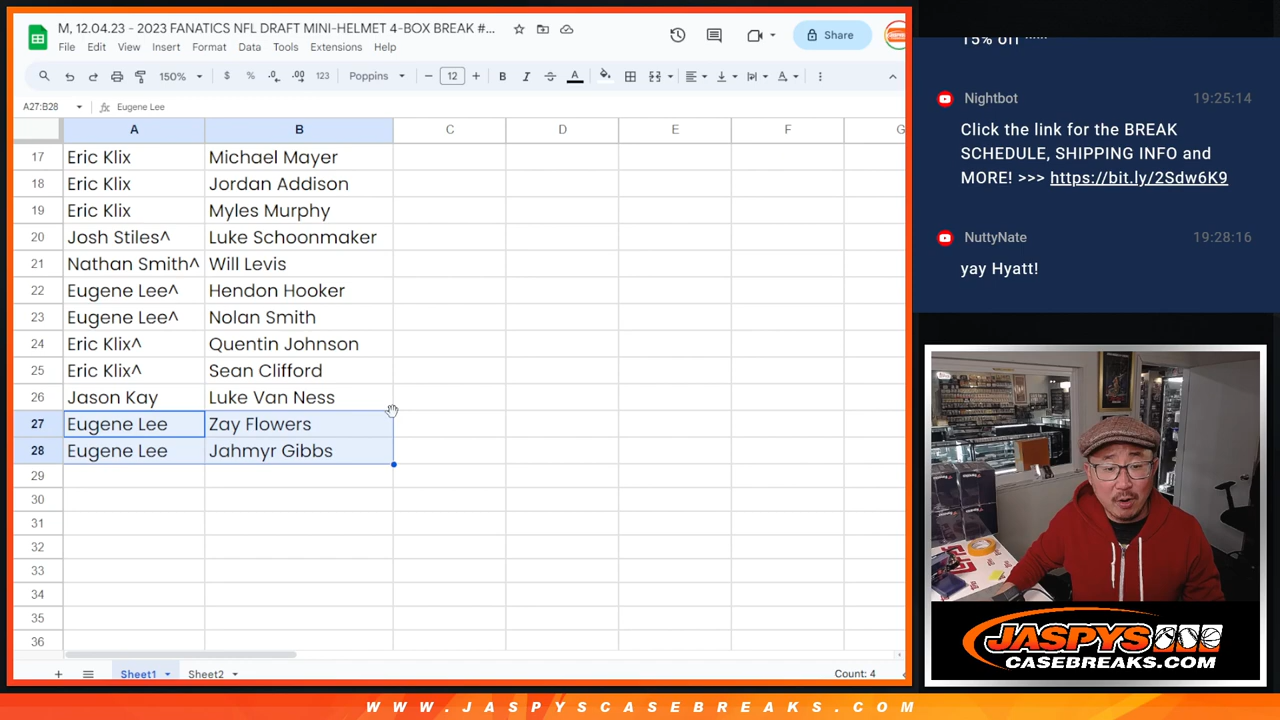 M, 12.04.23 - 2023 FANATICS NFL DRAFT MINI-HELMET 4-BOX BREAK #...
Share
File Edit View Insert Format Data Tools Extensions Help
150% $ % .0 .00 123 Poppins 12 B I S A
A27:B28 fx Eugene Lee
A B C D E F G
17 Eric Klix Michael Mayer
18 Eric Klix Jordan Addison
19 Eric Klix Myles Murphy
20 Josh Stiles^ Luke Schoonmaker
21 Nathan Smith^ Will Levis
22 Eugene Lee^ Hendon Hooker
23 Eugene Lee^ Nolan Smith
24 Eric Klix^ Quentin Johnson
25 Eric Klix^ Sean Clifford
26 Jason Kay Luke Van Ness
27 Eugene Lee Zay Flowers
28 Eugene Lee Jahmyr Gibbs
29
30
31
32
33
34
35
36
Sheet1 Sheet2 Count: 4
15% off
Nightbot 19:25:14
Click the link for the BREAK
SCHEDULE, SHIPPING INFO and
MORE! >>> https://bit.ly/2Sdw6K9
NuttyNate 19:28:16
yay Hyatt!
JASPYS
CASEBREAKS.COM
WWW.JASPYSCASEBREAKS.COM